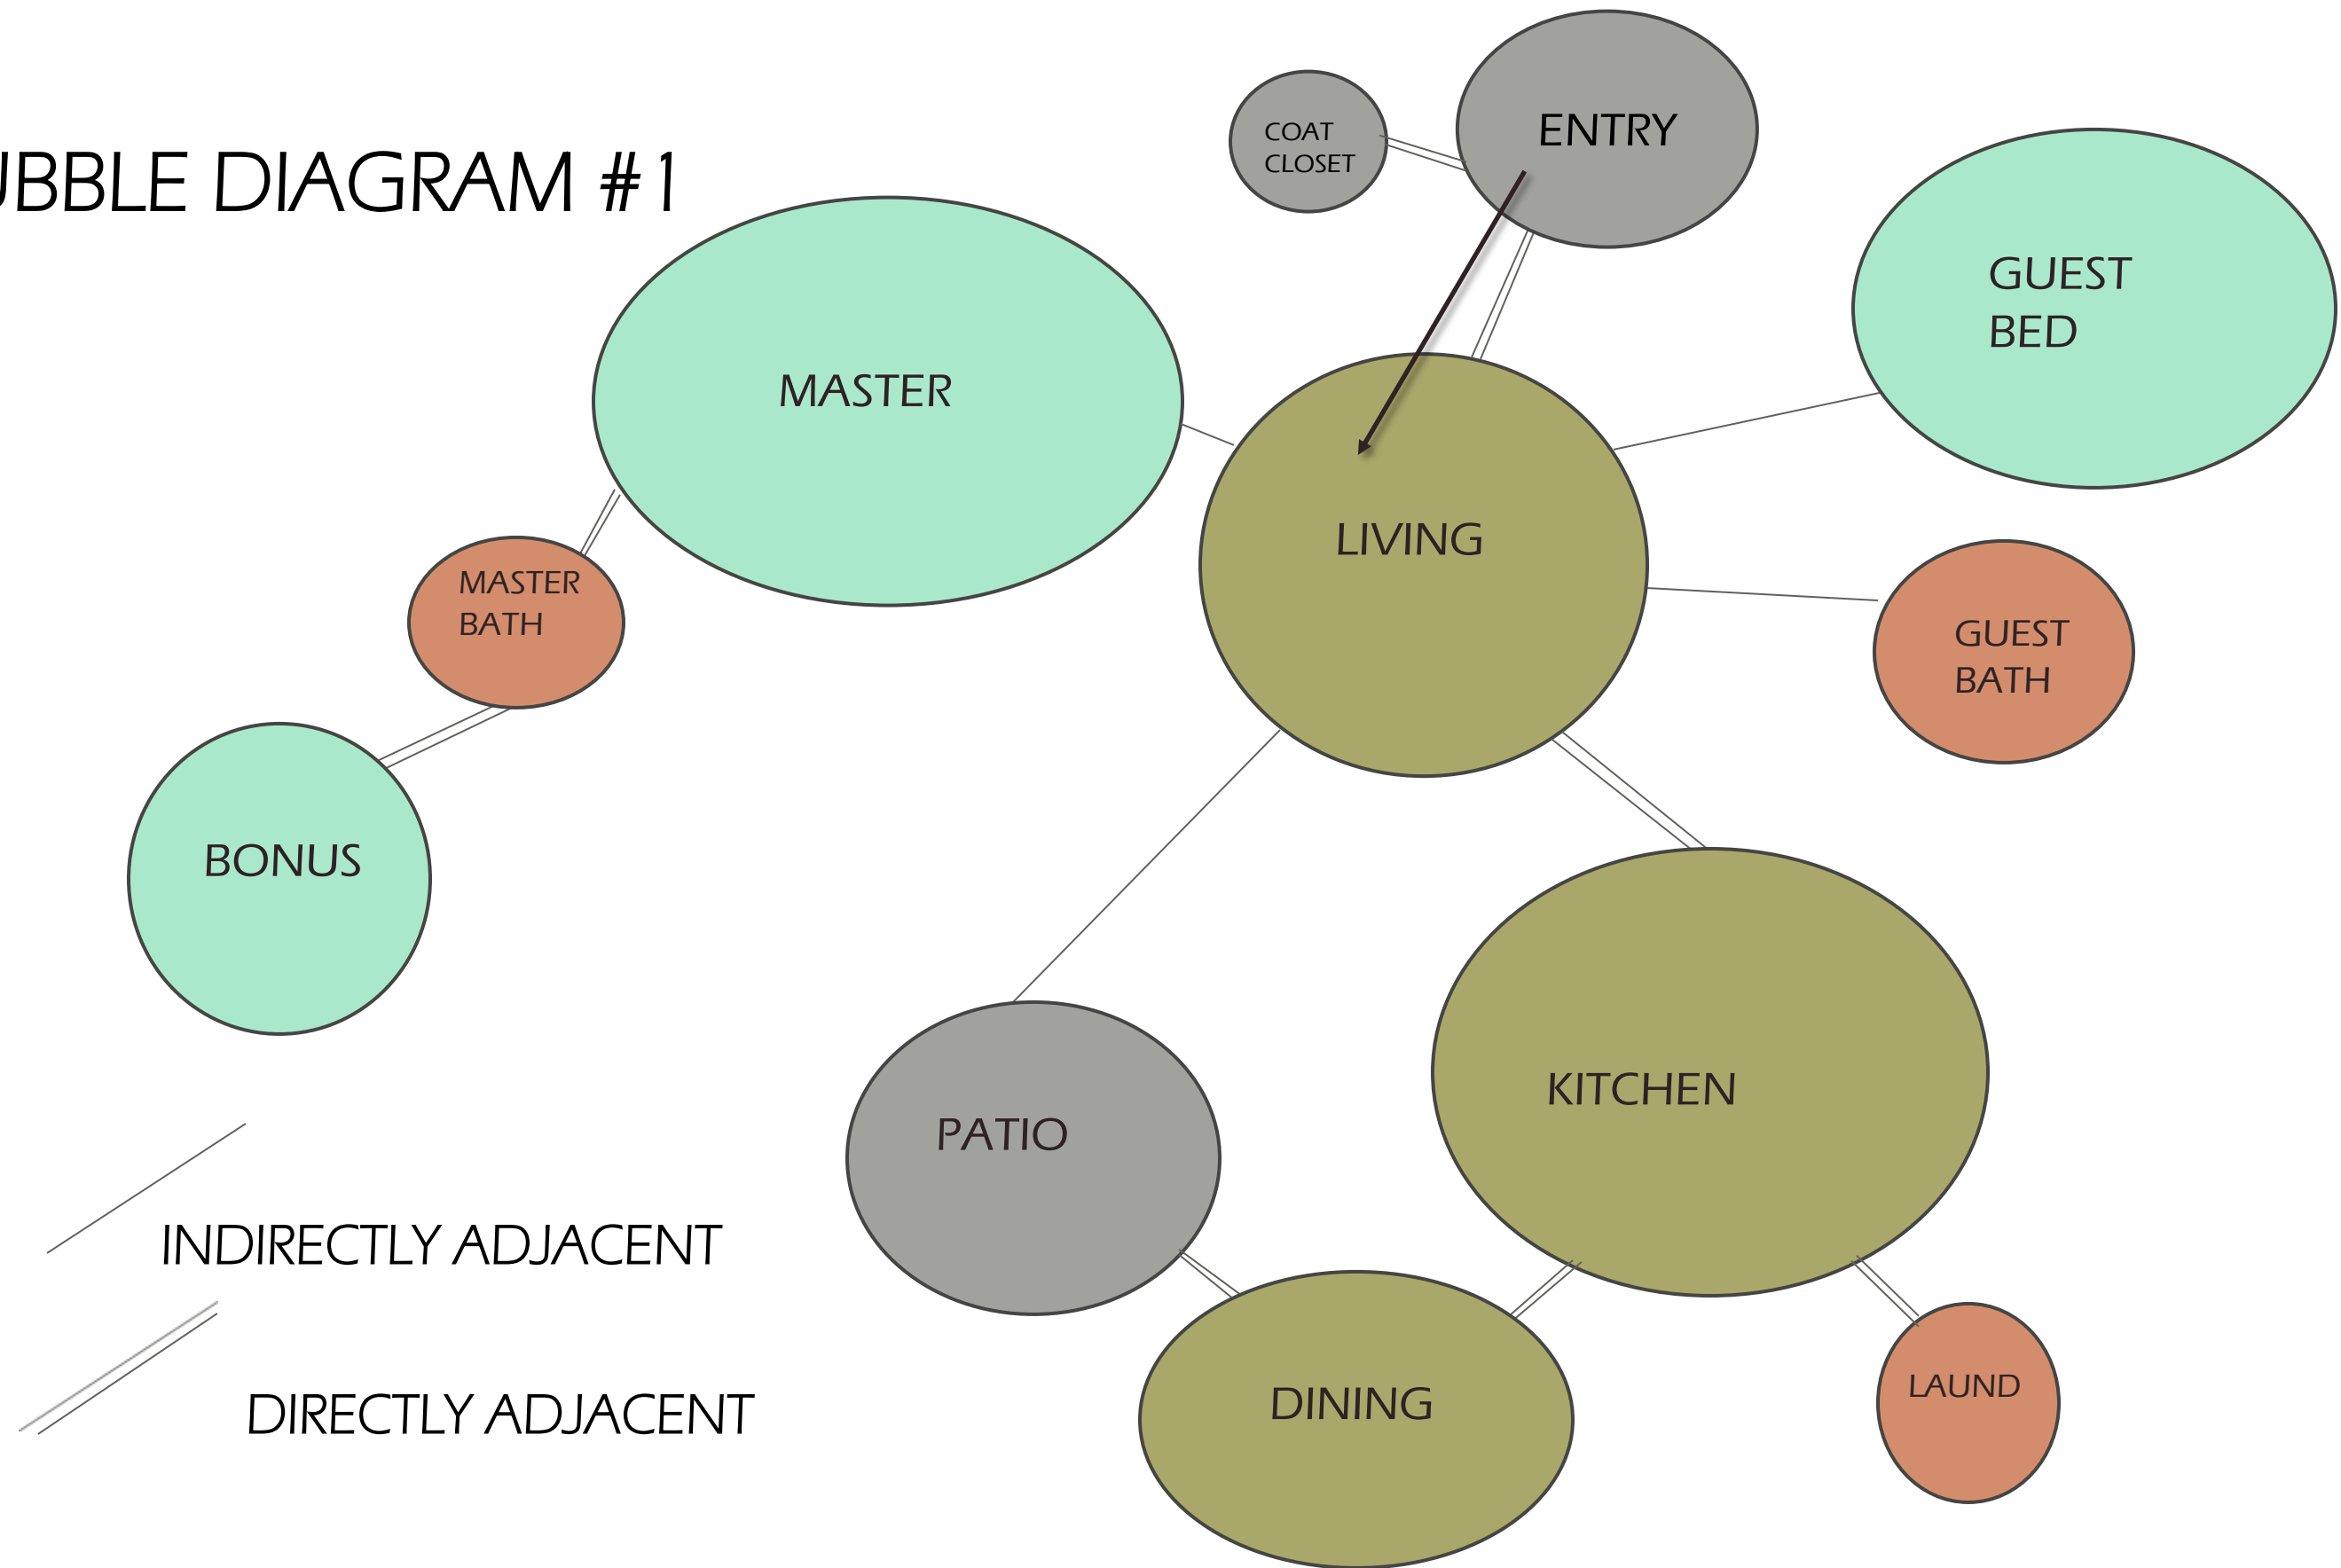 UBBLE DIAGRAM #1
COAT
CLOSET
ENTRY
GUEST
BED
MASTER
LIVING
MASTER
BATH
GUEST
BATH
BONUS
KITCHEN
PATIO
INDIRECTLY ADJACENT
DINING
LAUND
DIRECTLY ADJACENT